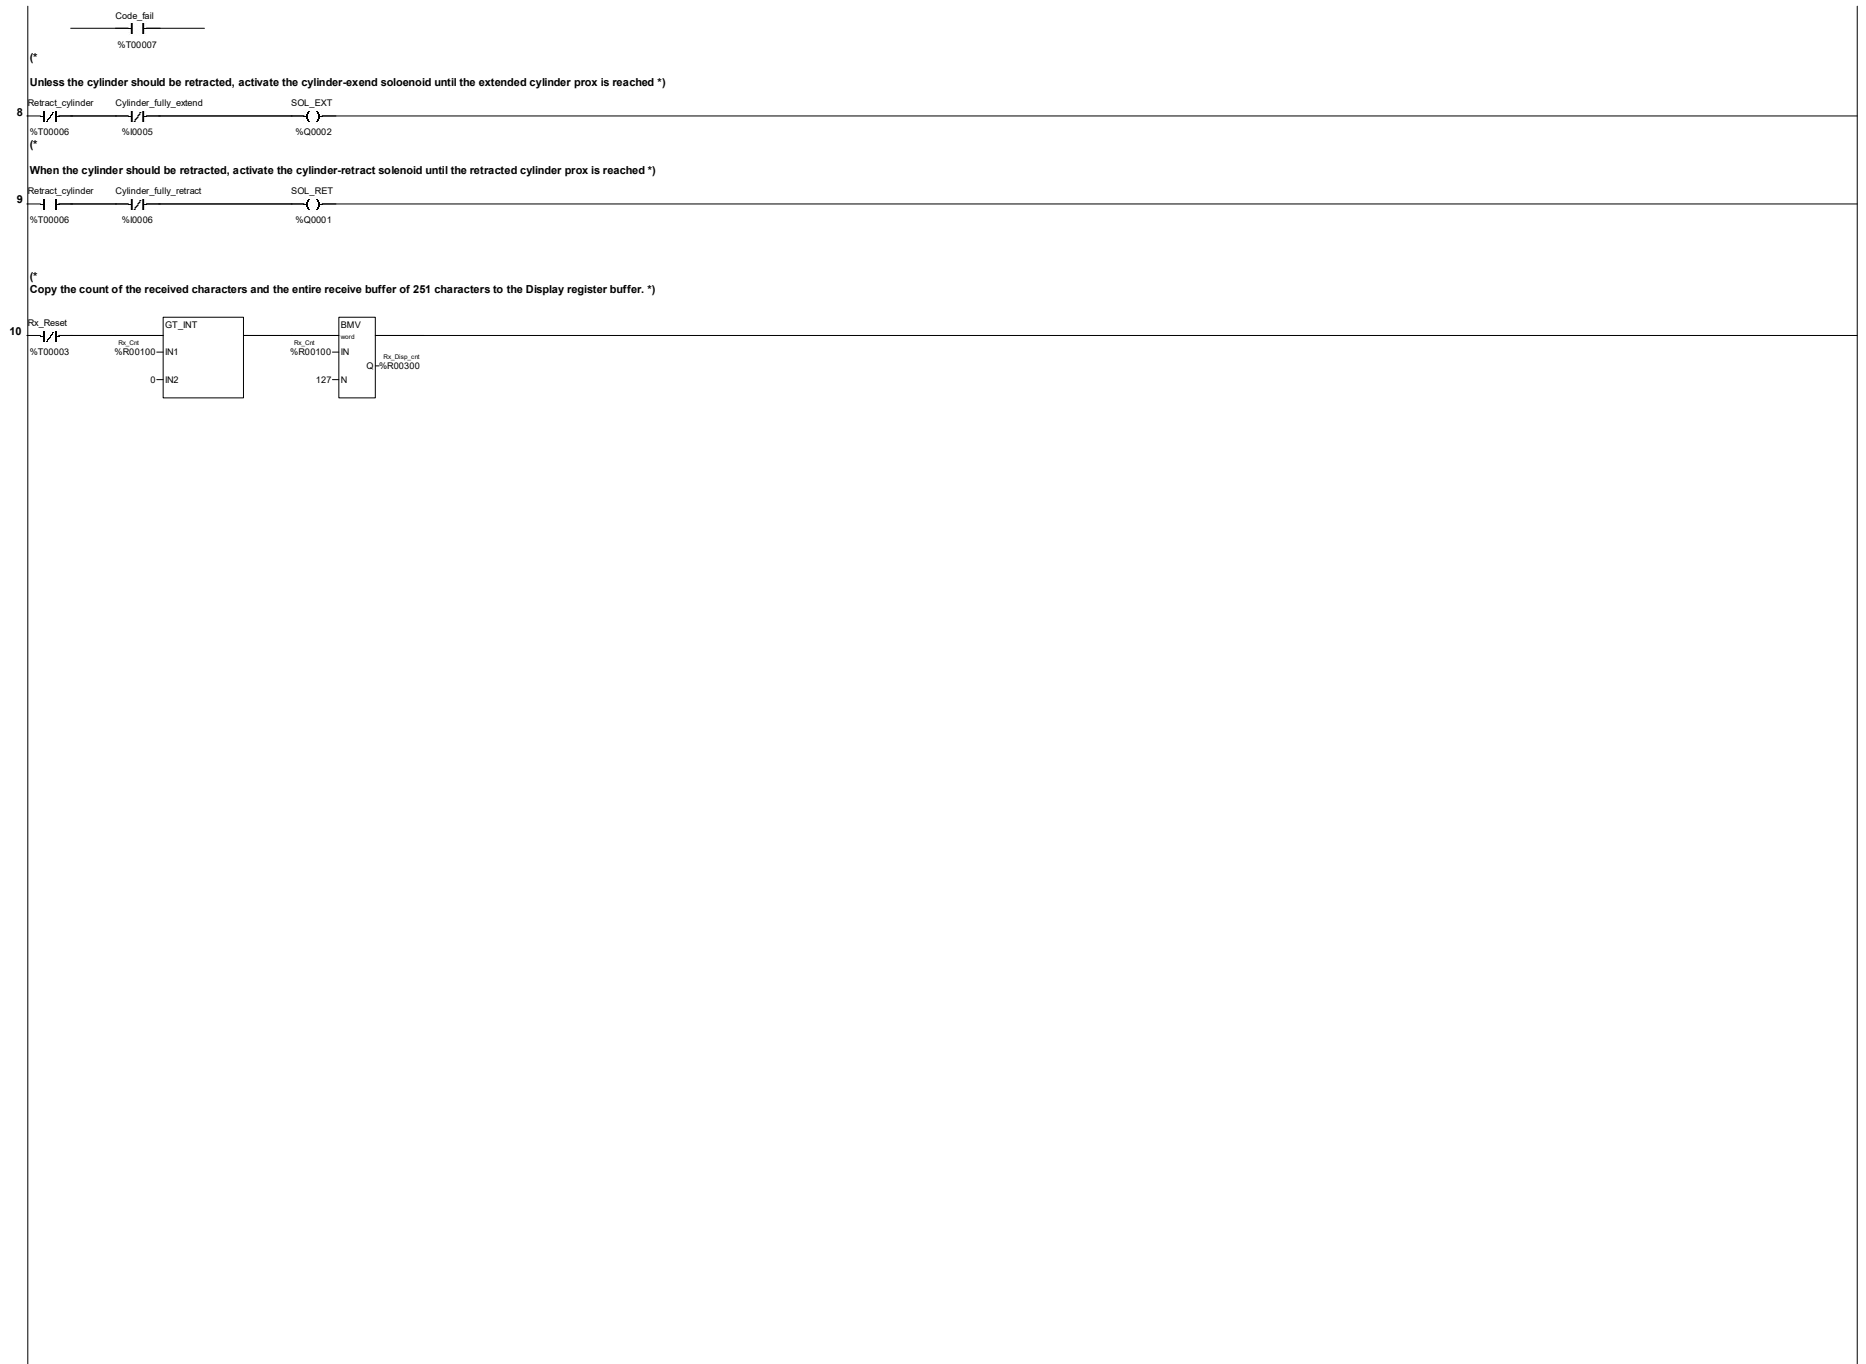 Code_fail
%T00007
(*
Unless the cylinder should be retracted, activate the cylinder-exend soloenoid until the extended cylinder prox is reached *)
Retract_cylinder Cylinder_fully_extend SOL_EXT
8
%T00006 %I0005 %Q0002
(*
When the cylinder should be retracted, activate the cylinder-retract solenoid until the retracted cylinder prox is reached *)
Retract_cylinder Cylinder_fully_retract SOL_RET
9
%T00006 %I0006 %Q0001
(*
Copy the count of the received characters and the entire receive buffer of 251 characters to the Display register buffer. *)
Rx_Reset GT_INT BMV
10 word
Rx_Cnt Rx_Cnt
%T00003 %R00100 IN1 %R00100 IN
Rx_Disp_cnt
Q %R00300
0 IN2 127 N